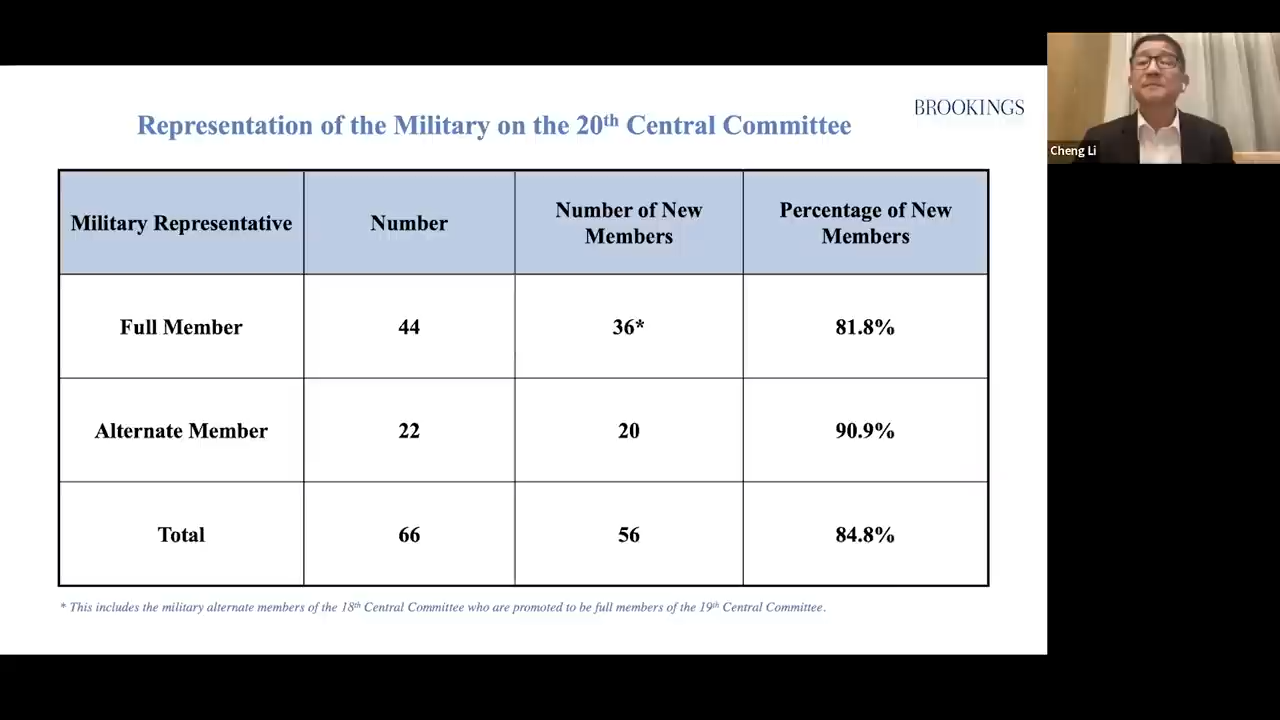 BROOKINGS
Representation of the Military on the 20th Central Committee
Cheng Li
Military Representative
Number
Number of New
Members
Percentage of New
Members
Full Member
44
36*
81.8%
Alternate Member
22
20
90.9%
Total
66
56
84.8%
* This includes the military alternate members of the 18th Central Committee who are promoted to be full members of the 19th Central Committee.